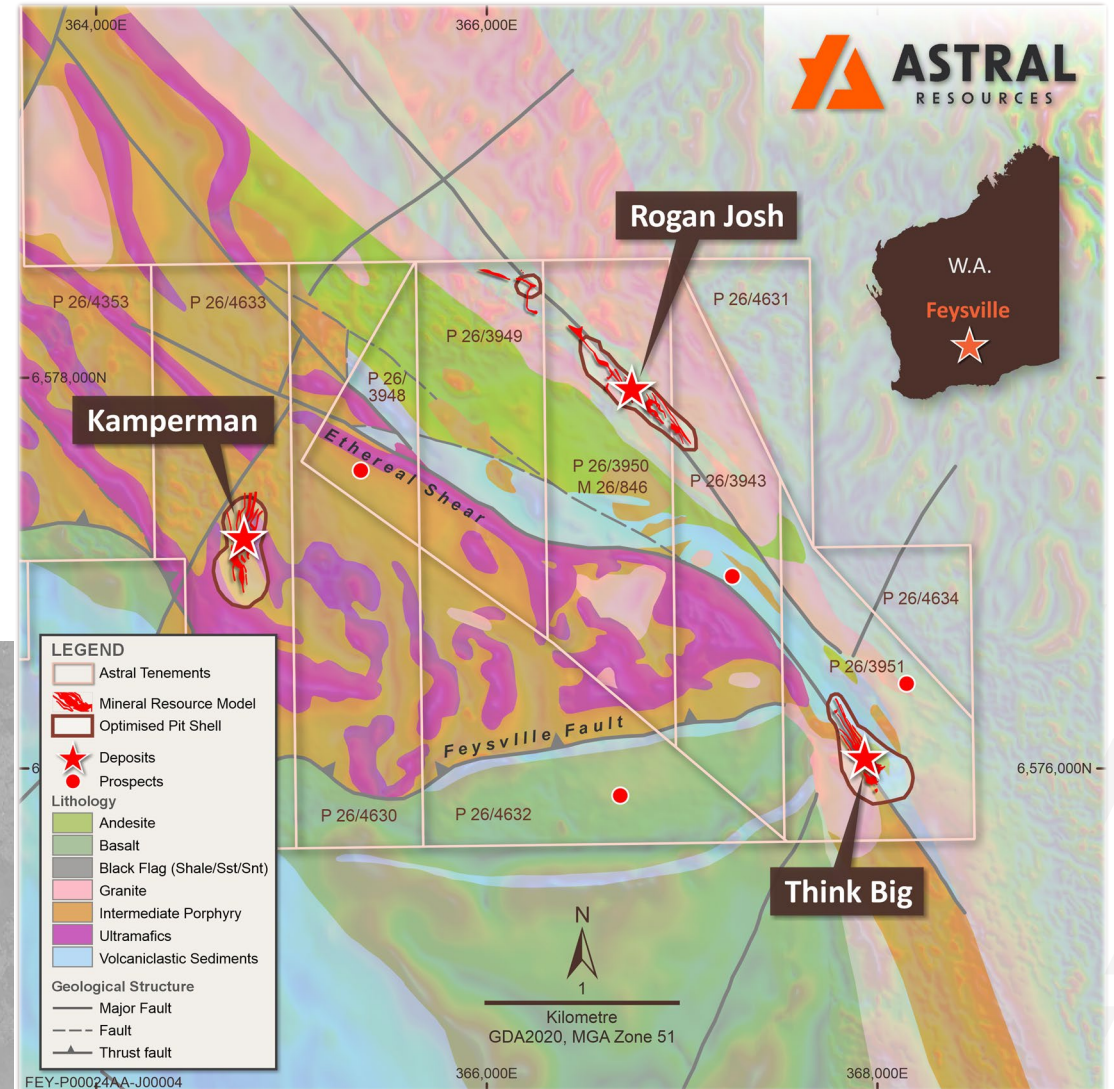 364,000E
366,000E
ASTRAL
RESOURCES
Rogan Josh
W.A.
Feysville
P 26/4353
P 26/4633
P 26/4631
P 26/3949
6,578,000N
P 26/
3948
Kamperman
Ethereal Shear
P 26/3950
M 26/846
P 26/3943
P 26/4634
P 26/3951
Feysville Fault
6
6,576,000N
P 26/4630
P 26/4632
Think Big
LEGEND
Astral Tenements
Mineral Resource Model
Optimised Pit Shell
Deposits
Prospects
Lithology
Andesite
Basalt
Black Flag (Shale/Sst/Snt)
Granite
Intermediate Porphyry
Ultramafics
Volcaniclastic Sediments
Geological Structure
Major Fault
Fault
Thrust fault
N
1
Kilometre
GDA2020, MGA Zone 51
FEY-P00024AA-J00004
366,000E
368,000E